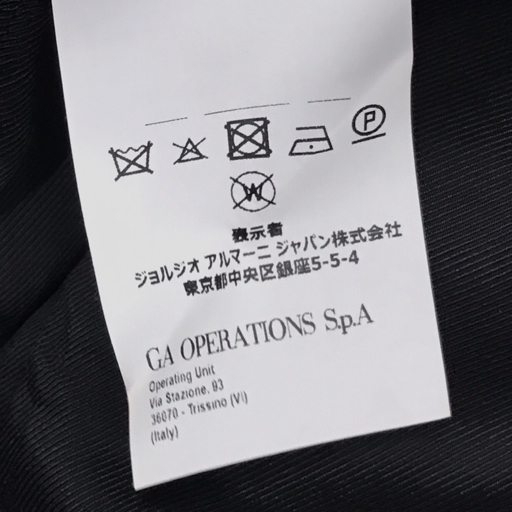 P
W
表示者
ジョルジオ アルマーニ ジャパン株式会社
東京都中央区銀座5-5-4
GA OPERATIONS S.p.A
Operating Unit
Via Stazione, 93
36070 - Trissino (VI)
(Italy)